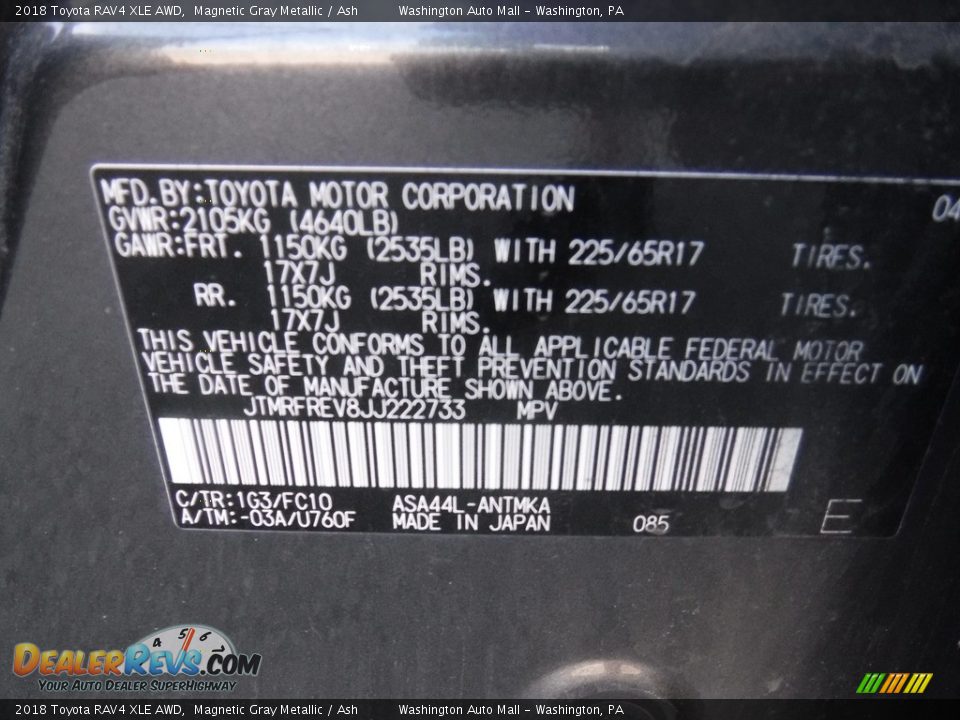 2018 Toyota RAV4 XLE AWD,  Magnetic Gray Metallic / Ash          Washington Auto Mall - Washington, PA
MFD.BY:TOYOTA MOTOR CORPORATION 04
GVWR:2105KG (4640LB)
GAWR:FRT. 1150KG (2535LB) WITH 225/65R17 TIRES.
17X7J RIMS.
RR. 1150KG (2535LB) WITH 225/65R17 TIRES.
17X7J RIMS.
THIS VEHICLE CONFORMS TO ALL APPLICABLE FEDERAL MOTOR
VEHICLE SAFETY AND THEFT PREVENTION STANDARDS IN EFFECT ON
THE DATE OF MANUFACTURE SHOWN ABOVE.
JTMRFREV8JJ222733 MPV
C/TR:1G3/FC10 ASA44L-ANTMKA
A/TM:-03A/U760F MADE IN JAPAN 085 E
4 5 6
DEALERREVS.COM
YOUR AUTO DEALER SUPERHIGHWAY
2018 Toyota RAV4 XLE AWD,  Magnetic Gray Metallic / Ash          Washington Auto Mall - Washington, PA